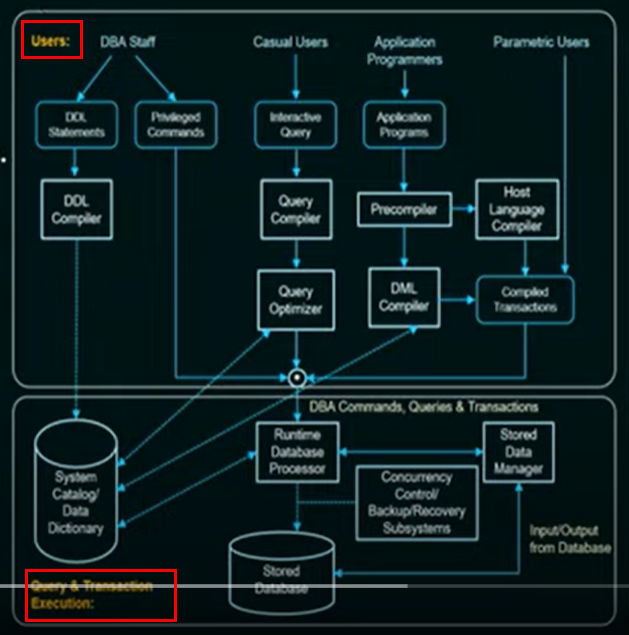 Users:
DBA Staff
Casual Users
Application
Programmers
Parametric Users
DDL
Statements
Privileged
Commands
Interactive
Query
Application
Programs
DDL
Compiler
Query
Compiler
Precompiler
Host
Language
Compiler
Query
Optimizer
DML
Compiler
Compiled
Transactions
DBA Commands, Queries & Transactions
System
Catalog/
Data
Dictionary
Runtime
Database
Processor
Stored
Data
Manager
Concurrency
Control/
Backup/Recovery
Subsystems
Input/Output
from Database
Stored
Database
Query & Transaction
Execution: